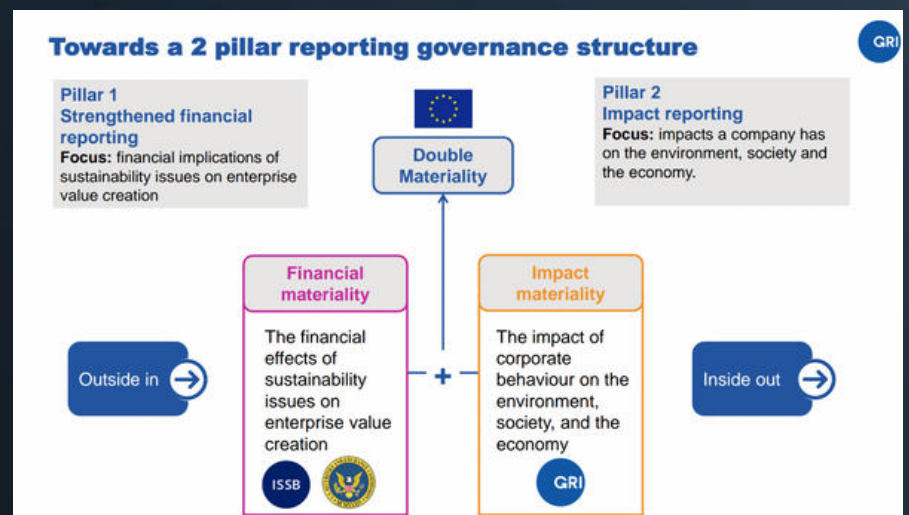 Towards a 2 pillar reporting governance structure
GRI
Pillar 1
Strengthened financial
reporting
Focus: financial implications of
sustainability issues on enterprise
value creation
Double
Materiality
Pillar 2
Impact reporting
Focus: impacts a company has
on the environment, society and
the economy.
Financial
materiality
Impact
materiality
Outside in
The financial
effects of
sustainability
issues on
enterprise value
creation
+
The impact of
corporate
behaviour on the
environment,
society, and the
economy
Inside out
ISSB
GRI